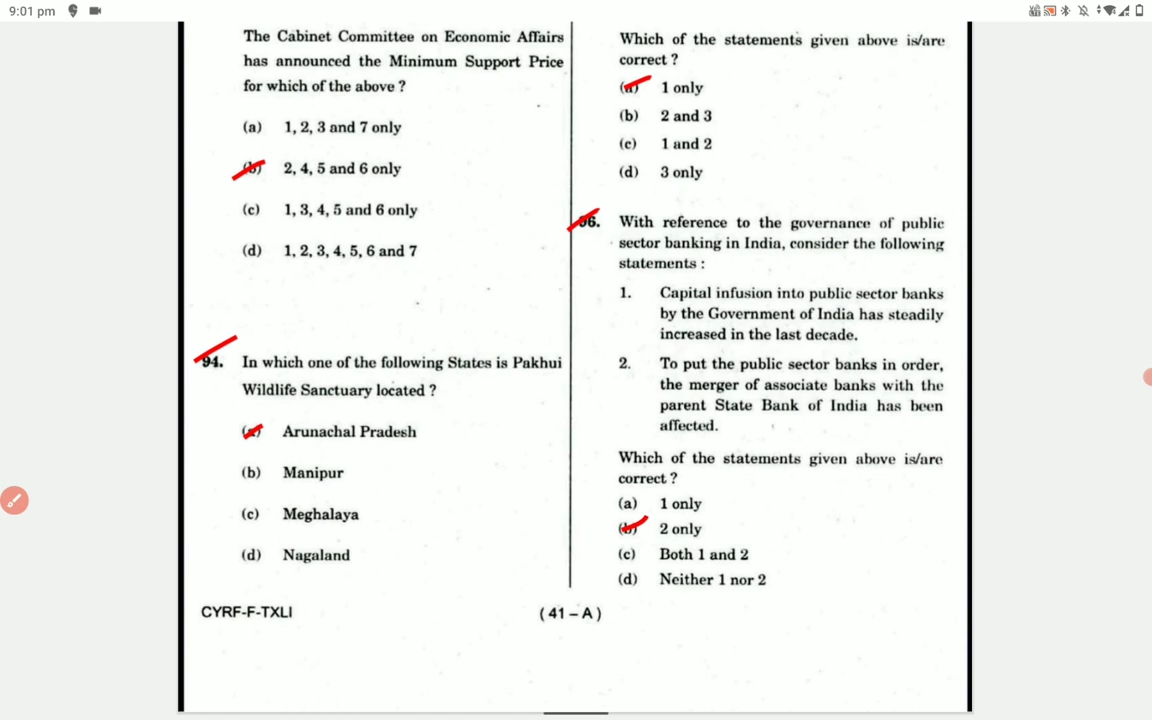 9:01 pm
The Cabinet Committee on Economic Affairs
has announced the Minimum Support Price
for which of the above ?
(a) 1, 2, 3 and 7 only
(b) 2, 4, 5 and 6 only
(c) 1, 3, 4, 5 and 6 only
(d) 1, 2, 3, 4, 5, 6 and 7
94. In which one of the following States is Pakhui
Wildlife Sanctuary located ?
(a) Arunachal Pradesh
(b) Manipur
(c) Meghalaya
(d) Nagaland
Which of the statements given above is/are
correct ?
(a) 1 only
(b) 2 and 3
(c) 1 and 2
(d) 3 only
96. With reference to the governance of public
sector banking in India, consider the following
statements :
1. Capital infusion into public sector banks
by the Government of India has steadily
increased in the last decade.
2. To put the public sector banks in order,
the merger of associate banks with the
parent State Bank of India has been
affected.
Which of the statements given above is/are
correct ?
(a) 1 only
(b) 2 only
(c) Both 1 and 2
(d) Neither 1 nor 2
CYRF-F-TXLI
( 41 – A )